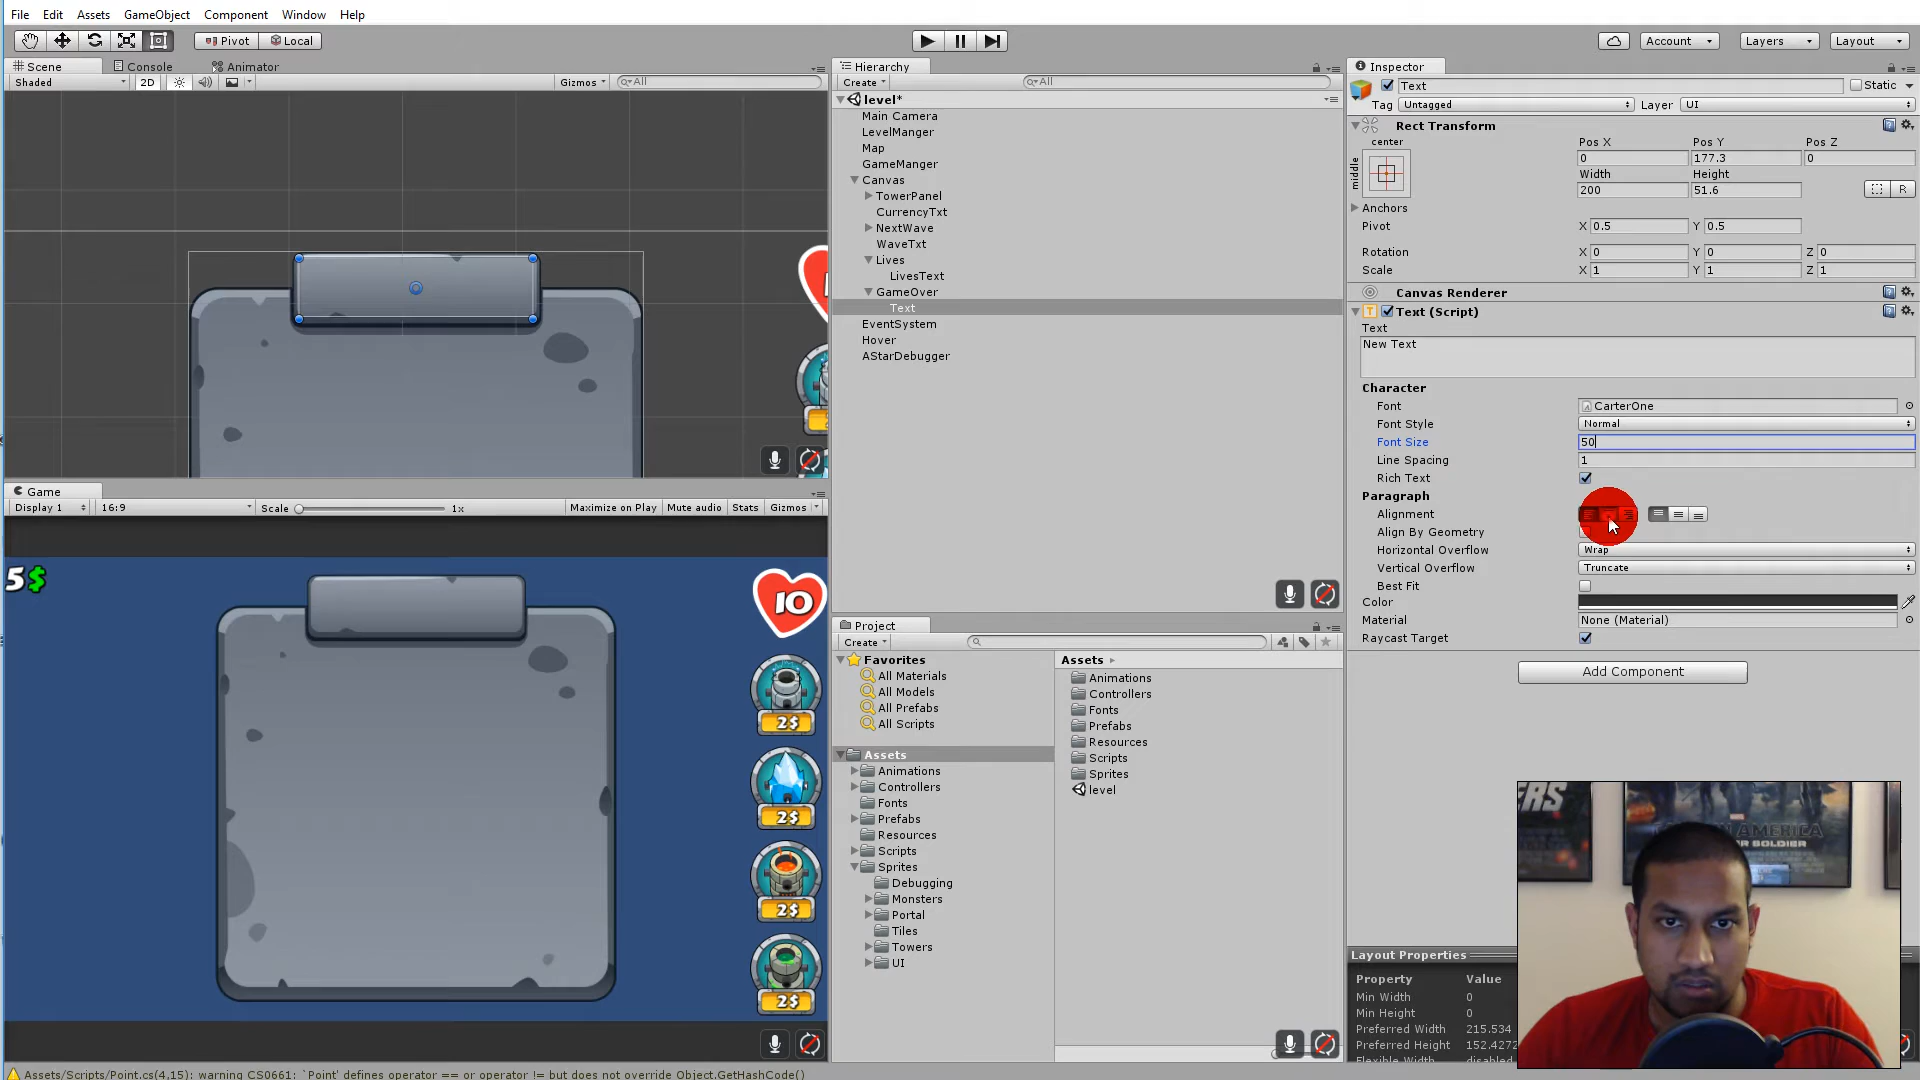 File Edit Assets GameObject Component Window Help
Pivot Local
Account Layers Layout
Scene Console Animator
Shaded 2D Gizmos All
Hierarchy
Create All
level*
Main Camera
LevelManger
Map
GameManger
Canvas
TowerPanel
CurrencyTxt
NextWave
WaveTxt
Lives
LivesText
GameOver
Text
EventSystem
Hover
AStarDebugger
Game
Display 1 16:9 Scale 1x Maximize on Play Mute audio Stats Gizmos
5$
10
2$
2$
2$
2$
Project
Create
Favorites
All Materials
All Models
All Prefabs
All Scripts
Assets
Animations
Controllers
Fonts
Prefabs
Resources
Scripts
Sprites
Debugging
Monsters
Portal
Tiles
Towers
UI
Assets
Animations
Controllers
Fonts
Prefabs
Resources
Scripts
Sprites
level
Inspector
Text Static
Tag Untagged Layer UI
Rect Transform
center
middle
Pos X Pos Y Pos Z
0 177.3 0
Width Height
200 51.6
R
Anchors
Pivot X 0.5 Y 0.5
Rotation X 0 Y 0 Z 0
Scale X 1 Y 1 Z 1
Canvas Renderer
Text (Script)
Text
New Text
Character
Font CarterOne
Font Style Normal
Font Size 50
Line Spacing 1
Rich Text
Paragraph
Alignment
Align By Geometry
Horizontal Overflow Wrap
Vertical Overflow Truncate
Best Fit
Color
Material None (Material)
Raycast Target
Add Component
Layout Properties
Property Value
Min Width 0
Min Height 0
Preferred Width 215.534
Preferred Height 152.4272
Flexible Width disabled
Assets/Scripts/Point.cs(4,15): warning CS0661: `Point' defines operator == or operator != but does not override Object.GetHashCode()